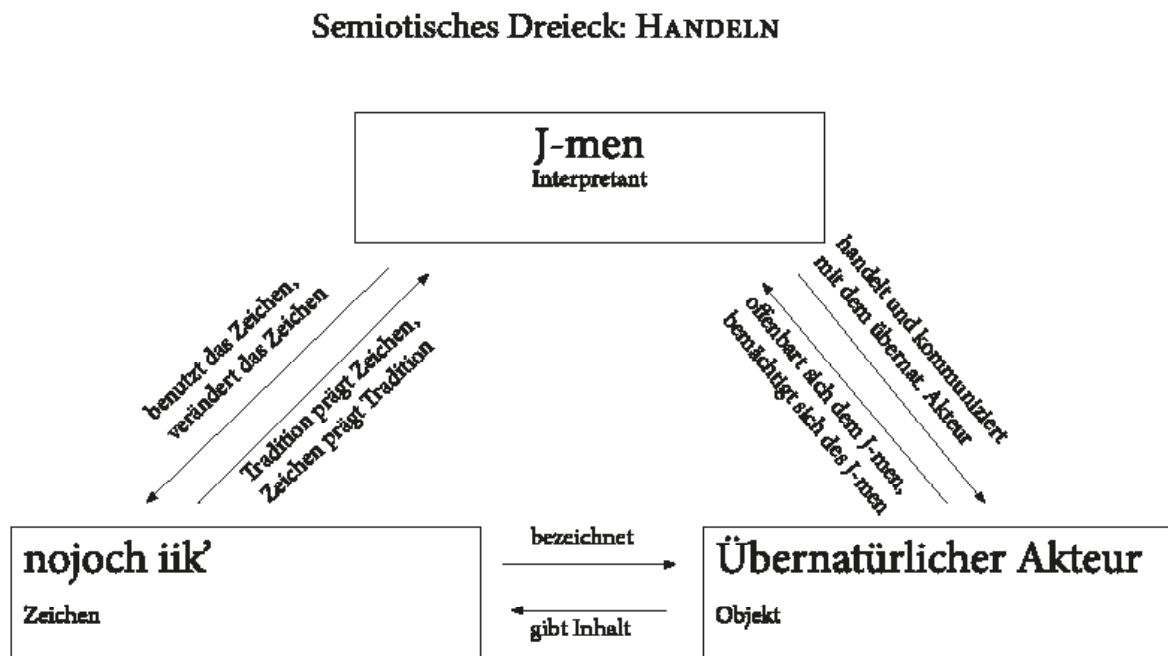 Semiotisches Dreieck: HANDELN
J-men
Interpretant
benutzt das Zeichen,
verändert das Zeichen
Tradition prägt Zeichen,
Zeichen prägt Tradition
handelt und kommuniziert
mit dem übernat. Akteur
offenbart sich dem J-men,
bemächtigt sich des J-men
nojoch iik’
Zeichen
bezeichnet
gibt Inhalt
Übernatürlicher Akteur
Objekt